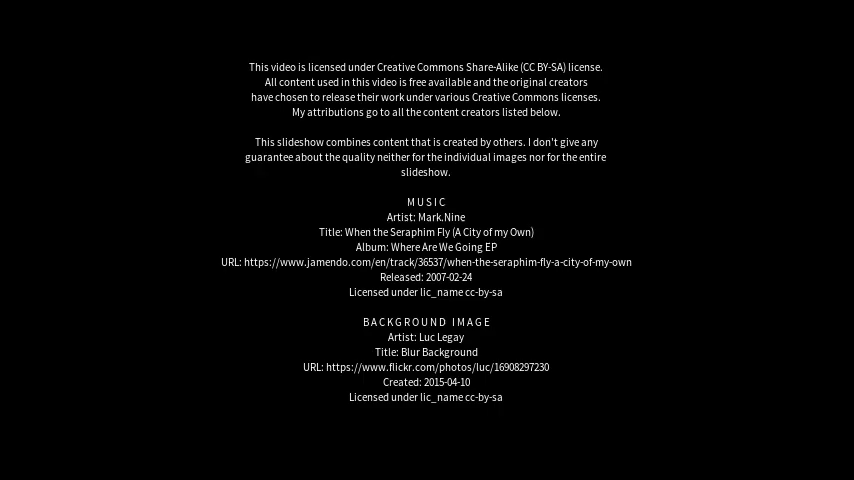 This video is licensed under Creative Commons Share-Alike (CC BY-SA) license.
All content used in this video is free available and the original creators
have chosen to release their work under various Creative Commons licenses.
My attributions go to all the content creators listed below.
This slideshow combines content that is created by others. I don't give any
guarantee about the quality neither for the individual images nor for the entire
slideshow.
MUSIC
Artist: Mark.Nine
Title: When the Seraphim Fly (A City of my Own)
Album: Where Are We Going EP
URL: https://www.jamendo.com/en/track/36537/when-the-seraphim-fly-a-city-of-my-own
Released: 2007-02-24
Licensed under lic_name cc-by-sa
BACKGROUND IMAGE
Artist: Luc Legay
Title: Blur Background
URL: https://www.flickr.com/photos/luc/16908297230
Created: 2015-04-10
Licensed under lic_name cc-by-sa